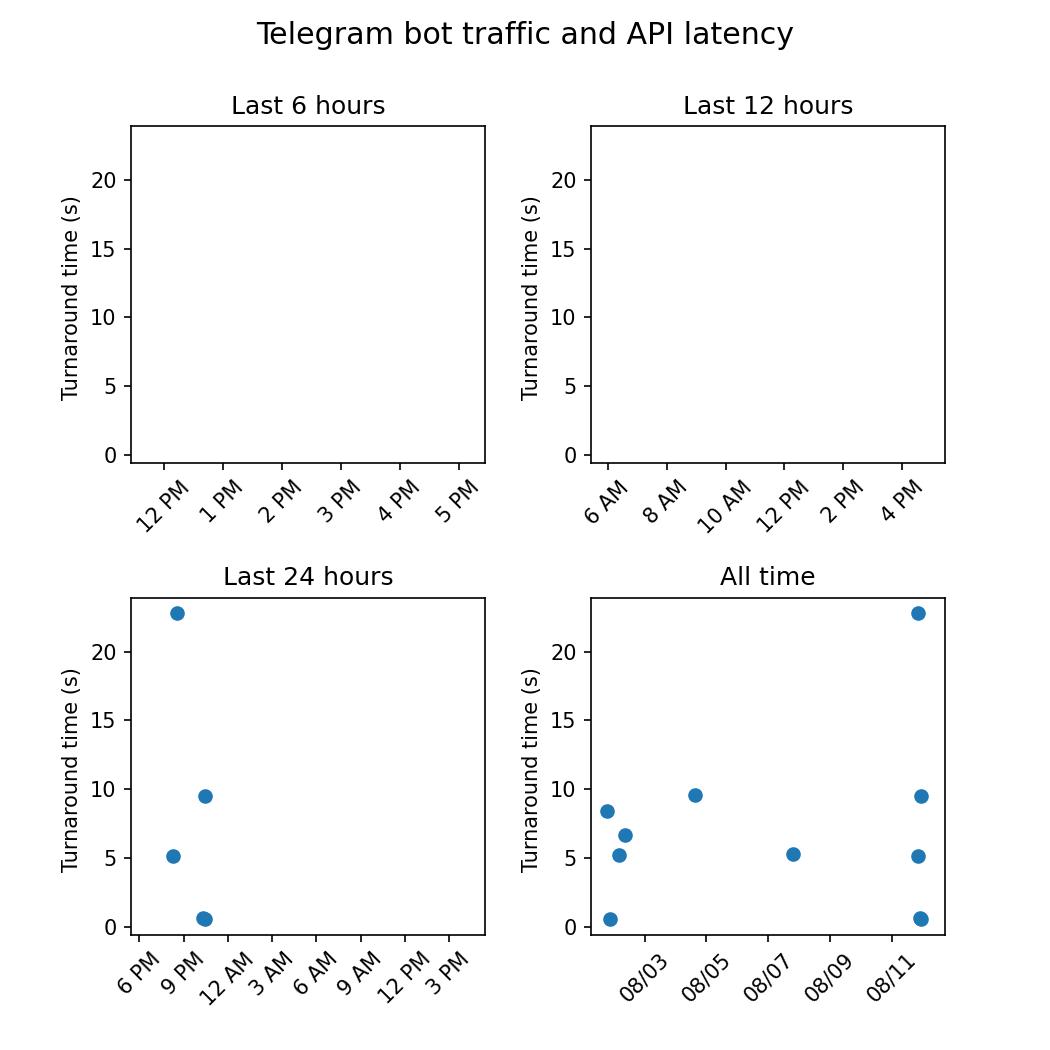 Telegram bot traffic and API latency
Last 6 hours
Turnaround time (s)
20
15
10
5
0
12 PM
1 PM
2 PM
3 PM
4 PM
5 PM
Last 12 hours
Turnaround time (s)
20
15
10
5
0
6 AM
8 AM
10 AM
12 PM
2 PM
4 PM
Last 24 hours
Turnaround time (s)
20
15
10
5
0
6 PM
9 PM
12 AM
3 AM
6 AM
9 AM
12 PM
3 PM
All time
Turnaround time (s)
20
15
10
5
0
08/03
08/05
08/07
08/09
08/11